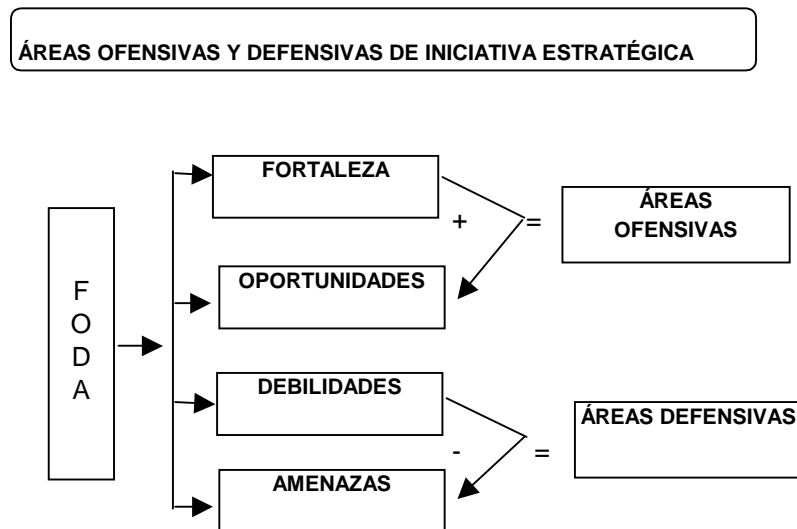 ÁREAS OFENSIVAS Y DEFENSIVAS DE INICIATIVA ESTRATÉGICA
FORTALEZA
+
=
ÁREAS
OFENSIVAS
OPORTUNIDADES
F
O
D
A
DEBILIDADES
-
=
ÁREAS DEFENSIVAS
AMENAZAS